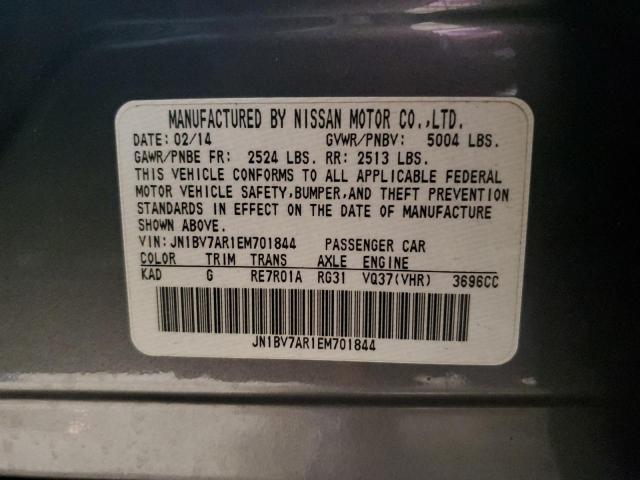 MANUFACTURED BY NISSAN MOTOR CO.,LTD.
DATE: 02/14 GVWR/PNBV: 5004 LBS.
GAWR/PNBE FR: 2524 LBS. RR: 2513 LBS.
THIS VEHICLE CONFORMS TO ALL APPLICABLE FEDERAL
MOTOR VEHICLE SAFETY,BUMPER,AND THEFT PREVENTION
STANDARDS IN EFFECT ON THE DATE OF MANUFACTURE
SHOWN ABOVE.
VIN: JN1BV7AR1EM701844 PASSENGER CAR
COLOR TRIM TRANS AXLE ENGINE
KAD G RE7R01A RG31 VQ37(VHR) 3696CC
JN1BV7AR1EM701844